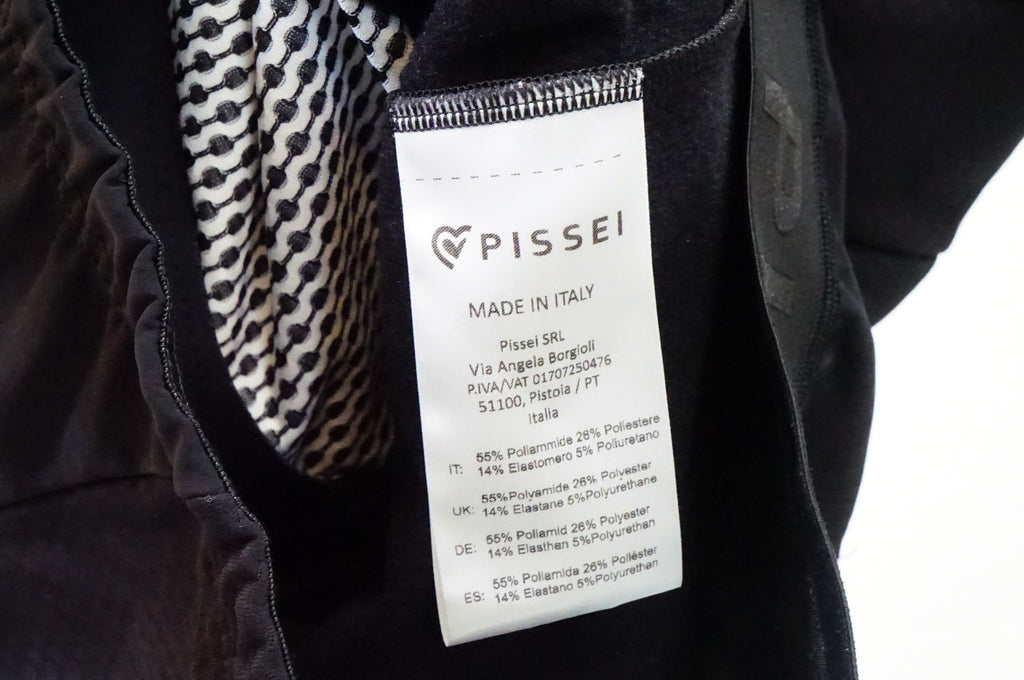 PISSEI
MADE IN ITALY
Pissei SRL
Via Angela Borgioli
P.IVA/VAT 01707250476
51100, Pistoia / PT
Italia
IT: 55% Poliammide 26% Poliestere
14% Elastomero 5% Poliuretano
UK: 55%Polyamide 26% Polyester
14% Elastane 5%Polyurethane
DE: 55% Poliamid 26% Polyester
14% Elasthan 5%Polyurethan
ES: 55% Poliamida 26% Polièster
14% Elastano 5%Polyurethan